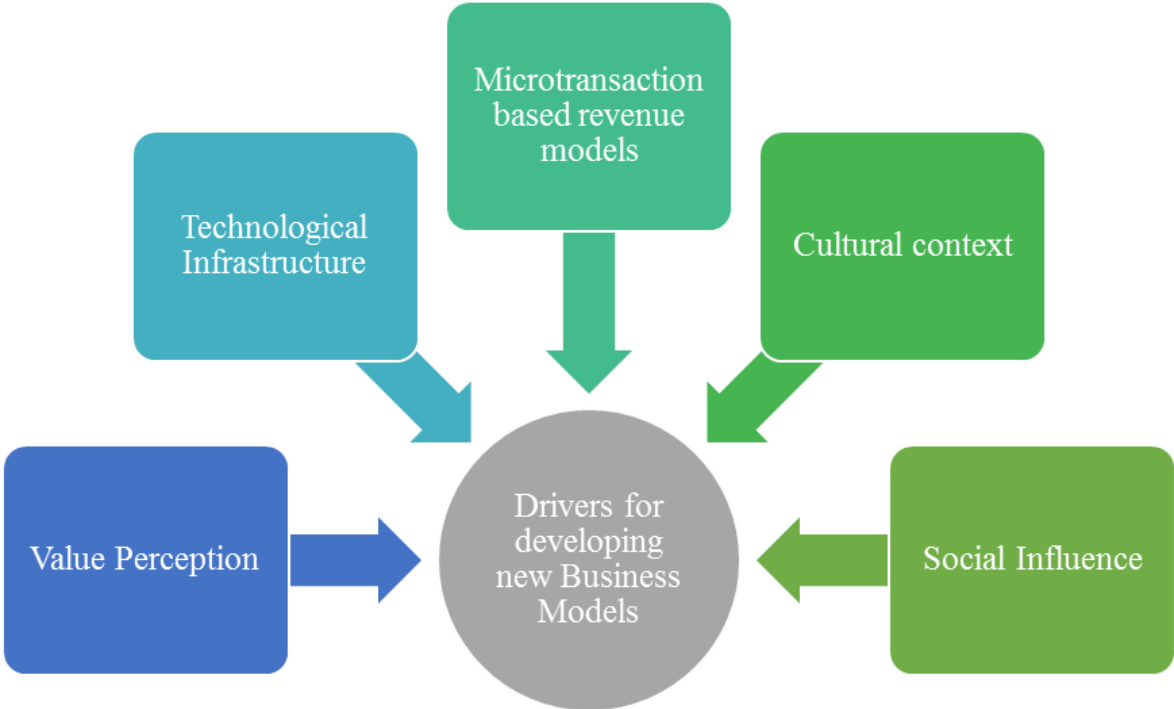 Microtransaction
based revenue
models
Technological
Infrastructure
Cultural context
Value Perception
Drivers for
developing
new Business
Models
Social Influence